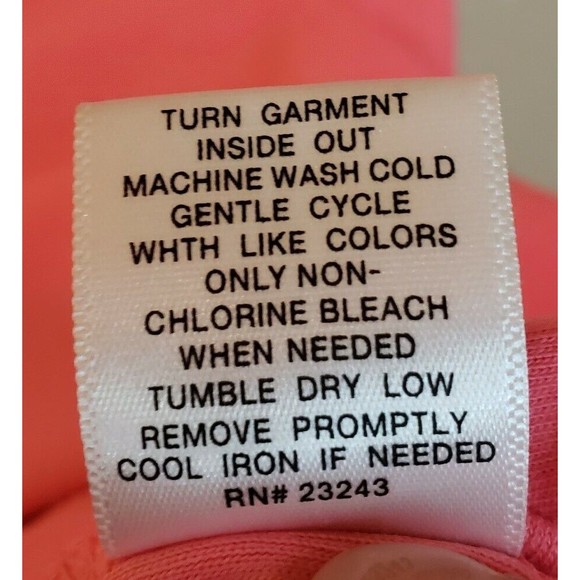 TURN GARMENT
INSIDE OUT
MACHINE WASH COLD
GENTLE CYCLE
WHTH LIKE COLORS
ONLY NON-
CHLORINE BLEACH
WHEN NEEDED
TUMBLE DRY LOW
REMOVE PROMPTLY
COOL IRON IF NEEDED
RN# 23243